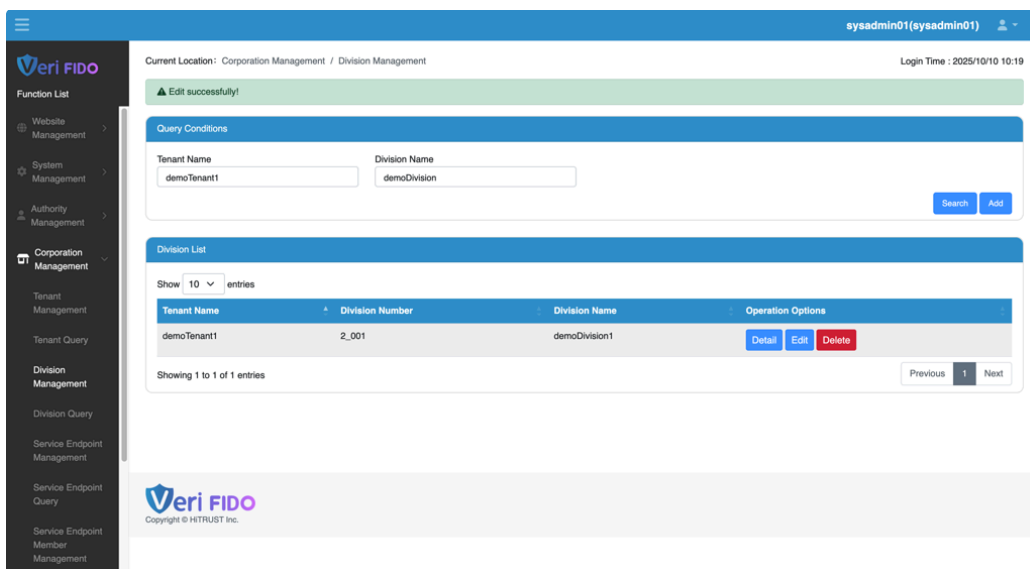 sysadmin01(sysadmin01)
Veri FIDO
Function List
Website
Management
System
Management
Authority
Management
Corporation
Management
Tenant
Management
Tenant Query
Division
Management
Division Query
Service Endpoint
Management
Service Endpoint
Query
Service Endpoint
Member
Management
Current Location: Corporation Management / Division Management
Login Time : 2025/10/10 10:19
Edit successfully!
Query Conditions
Tenant Name Division Name
demoTenant1 demoDivision
Search Add
Division List
Show 10 entries
Tenant Name Division Number Division Name Operation Options
demoTenant1 2_001 demoDivision1 Detail Edit Delete
Showing 1 to 1 of 1 entries
Previous 1 Next
Veri FIDO
Copyright © HiTRUST Inc.